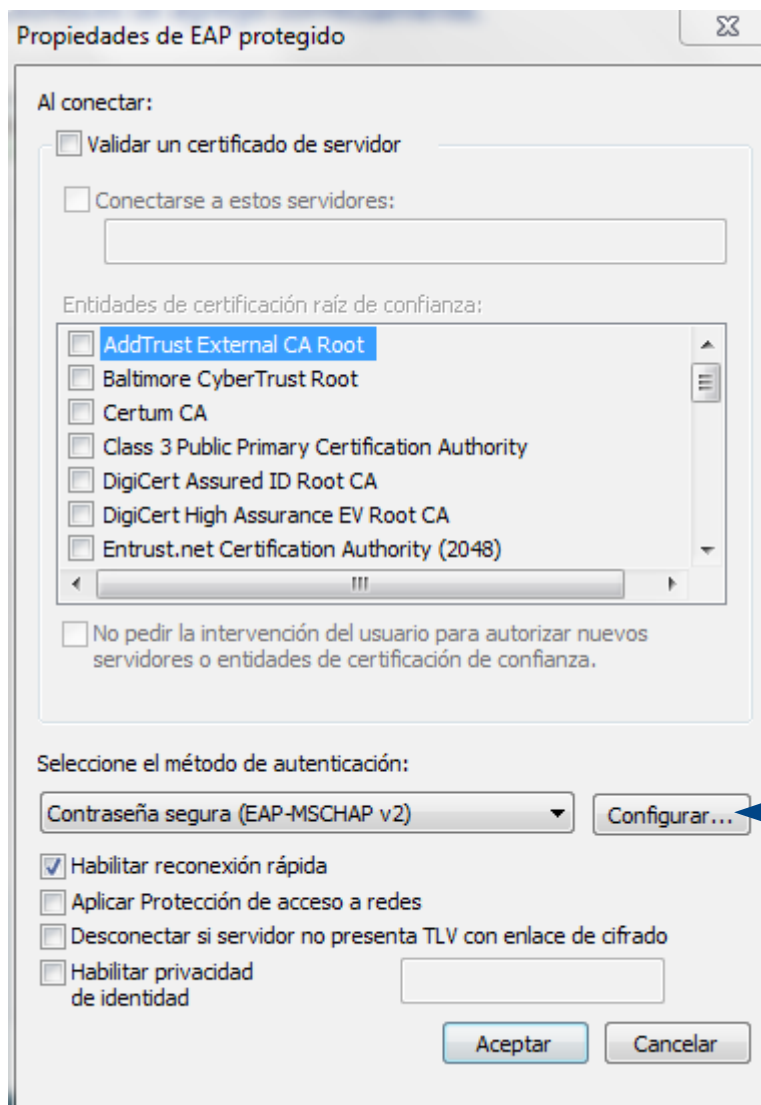 Propiedades de EAP protegido
Al conectar:
Validar un certificado de servidor
Conectarse a estos servidores:
Entidades de certificación raíz de confianza:
AddTrust External CA Root
Baltimore CyberTrust Root
Certum CA
Class 3 Public Primary Certification Authority
DigiCert Assured ID Root CA
DigiCert High Assurance EV Root CA
Entrust.net Certification Authority (2048)
No pedir la intervención del usuario para autorizar nuevos
servidores o entidades de certificación de confianza.
Seleccione el método de autenticación:
Contraseña segura (EAP-MSCHAP v2) Configurar...
Habilitar reconexión rápida
Aplicar Protección de acceso a redes
Desconectar si servidor no presenta TLV con enlace de cifrado
Habilitar privacidad
de identidad
Aceptar Cancelar